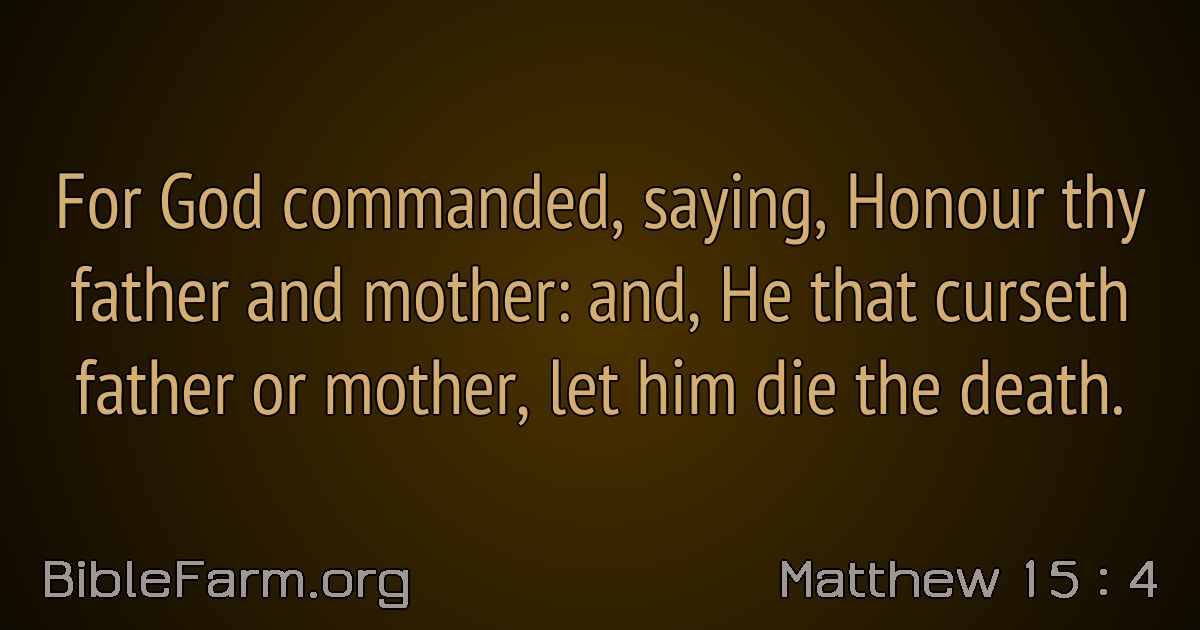 For God commanded, saying, Honour thy
father and mother: and, He that curseth
father or mother, let him die the death.
BibleFarm.org
Matthew 15 : 4